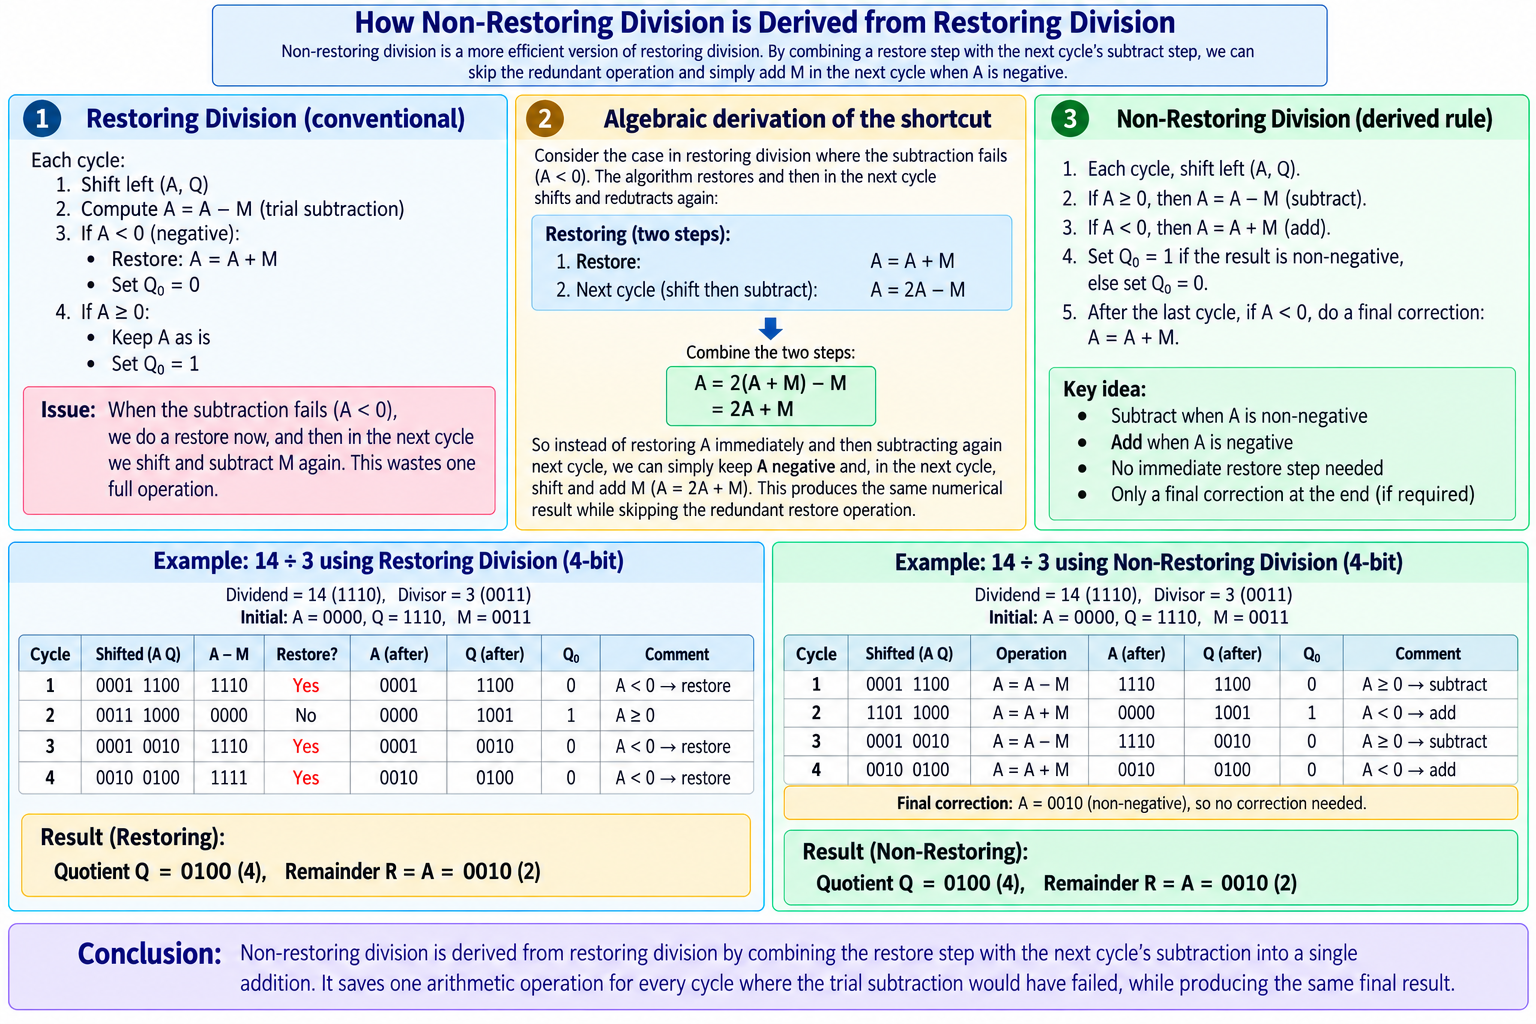 How Non-Restoring Division is Derived from Restoring Division
Non-restoring division is a more efficient version of restoring division. By combining a restore step with the next cycle's subtract step, we can
skip the redundant operation and simply add M in the next cycle when A is negative.
1 Restoring Division (conventional)
Each cycle:
1. Shift left (A, Q)
2. Compute A = A − M (trial subtraction)
3. If A < 0 (negative):
• Restore: A = A + M
• Set Q₀ = 0
4. If A ≥ 0:
• Keep A as is
• Set Q₀ = 1
Issue: When the subtraction fails (A < 0),
we do a restore now, and then in the next cycle
we shift and subtract M again. This wastes one
full operation.
2 Algebraic derivation of the shortcut
Consider the case in restoring division where the subtraction fails
(A < 0). The algorithm restores and then in the next cycle
shifts and redutracts again:
Restoring (two steps):
1. Restore: A = A + M
2. Next cycle (shift then subtract): A = 2A − M
Combine the two steps:
A = 2(A + M) − M
= 2A + M
So instead of restoring A immediately and then subtracting again
next cycle, we can simply keep A negative and, in the next cycle,
shift and add M (A = 2A + M). This produces the same numerical
result while skipping the redundant restore operation.
3 Non-Restoring Division (derived rule)
1. Each cycle, shift left (A, Q).
2. If A ≥ 0, then A = A − M (subtract).
3. If A < 0, then A = A + M (add).
4. Set Q₀ = 1 if the result is non-negative,
else set Q₀ = 0.
5. After the last cycle, if A < 0, do a final correction:
A = A + M.
Key idea:
• Subtract when A is non-negative
• Add when A is negative
• No immediate restore step needed
• Only a final correction at the end (if required)
Example: 14 ÷ 3 using Restoring Division (4-bit)
Dividend = 14 (1110), Divisor = 3 (0011)
Initial: A = 0000, Q = 1110, M = 0011
Cycle Shifted (A Q) A − M Restore? A (after) Q (after) Q₀ Comment
1 0001 1100 1110 Yes 0001 1100 0 A < 0 → restore
2 0011 1000 0000 No 0000 1001 1 A ≥ 0
3 0001 0010 1110 Yes 0001 0010 0 A < 0 → restore
4 0010 0100 1111 Yes 0010 0100 0 A < 0 → restore
Result (Restoring):
Quotient Q = 0100 (4), Remainder R = A = 0010 (2)
Example: 14 ÷ 3 using Non-Restoring Division (4-bit)
Dividend = 14 (1110), Divisor = 3 (0011)
Initial: A = 0000, Q = 1110, M = 0011
Cycle Shifted (A Q) Operation A (after) Q (after) Q₀ Comment
1 0001 1100 A = A − M 1110 1100 0 A ≥ 0 → subtract
2 1101 1000 A = A + M 0000 1001 1 A < 0 → add
3 0001 0010 A = A − M 1110 0010 0 A ≥ 0 → subtract
4 0010 0100 A = A + M 0010 0100 0 A < 0 → add
Final correction: A = 0010 (non-negative), so no correction needed.
Result (Non-Restoring):
Quotient Q = 0100 (4), Remainder R = A = 0010 (2)
Conclusion: Non-restoring division is derived from restoring division by combining the restore step with the next cycle's subtraction into a single
addition. It saves one arithmetic operation for every cycle where the trial subtraction would have failed, while producing the same final result.